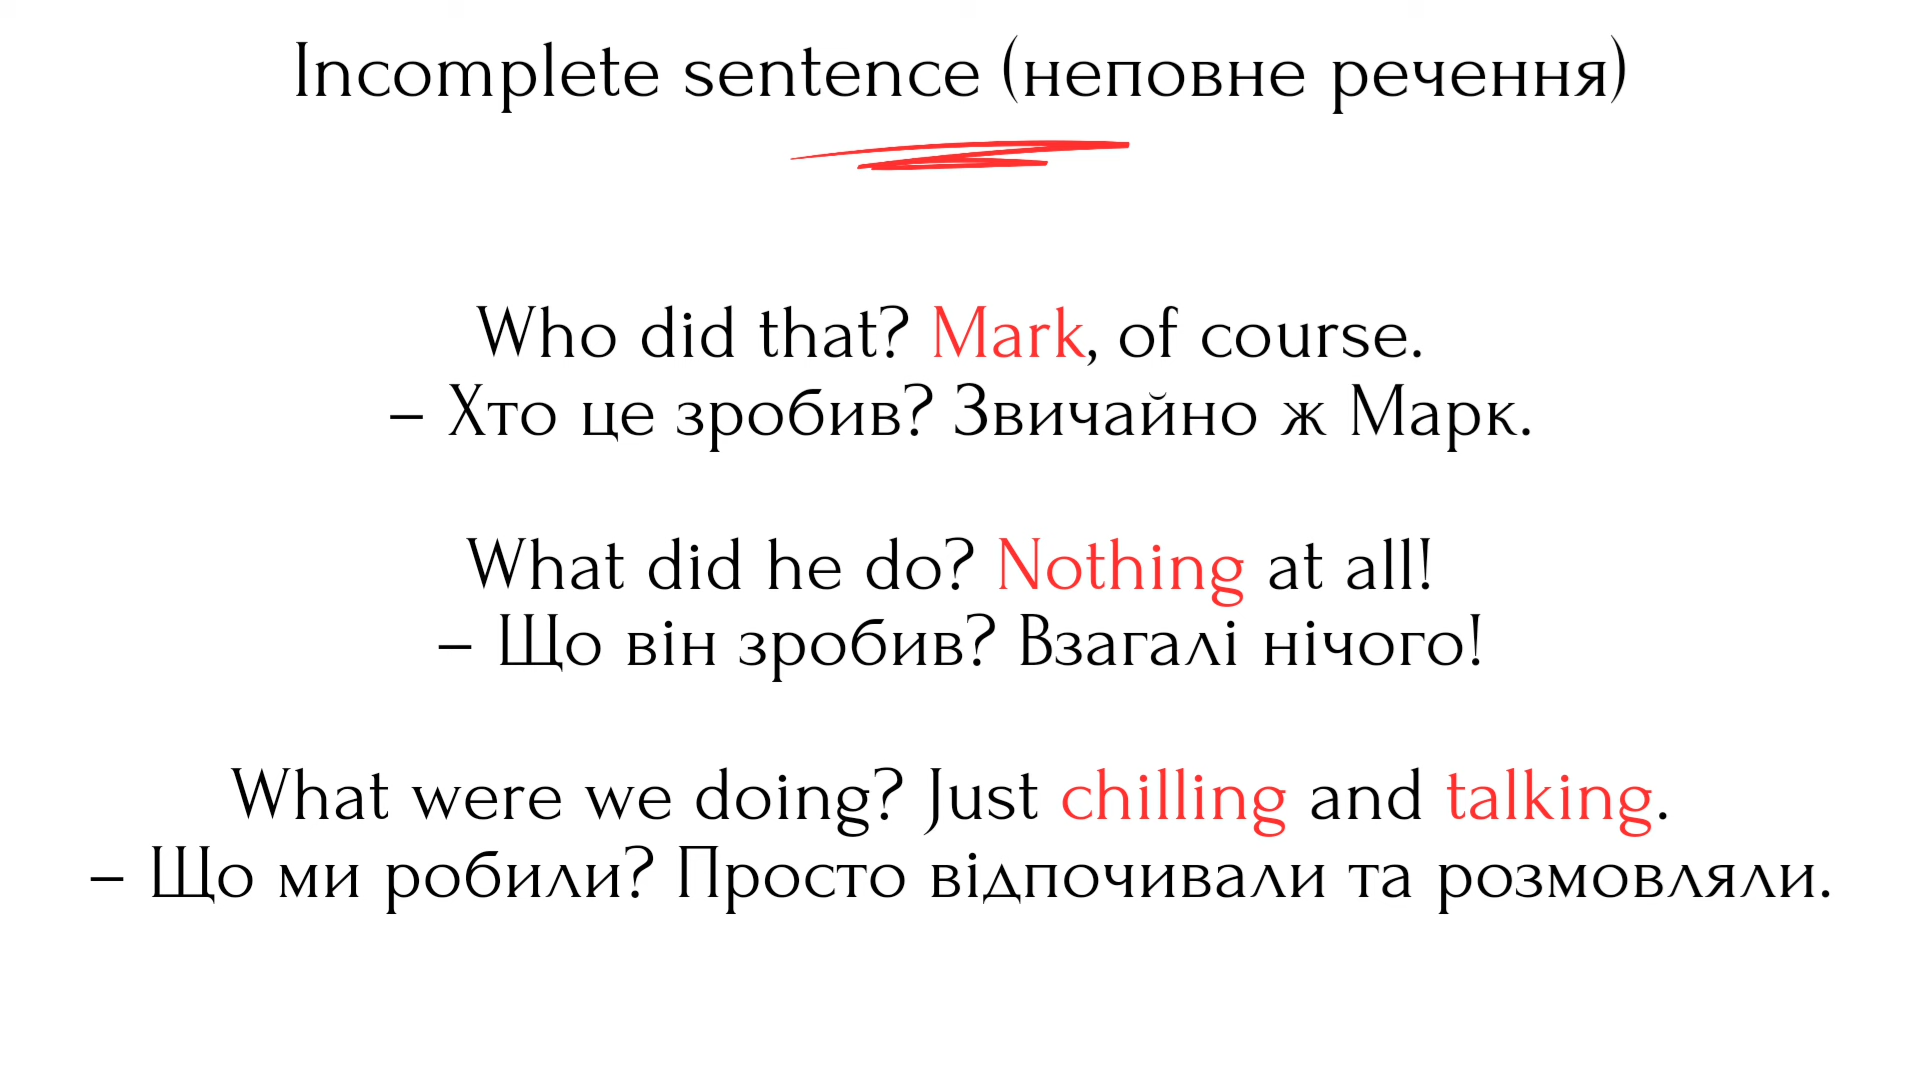 Incomplete sentence (неповне речення)
Who did that? Mark, of course.
– Хто це зробив? Звичайно ж Марк.
What did he do? Nothing at all!
– Що він зробив? Взагалі нічого!
What were we doing? Just chilling and talking.
– Що ми робили? Просто відпочивали та розмовляли.